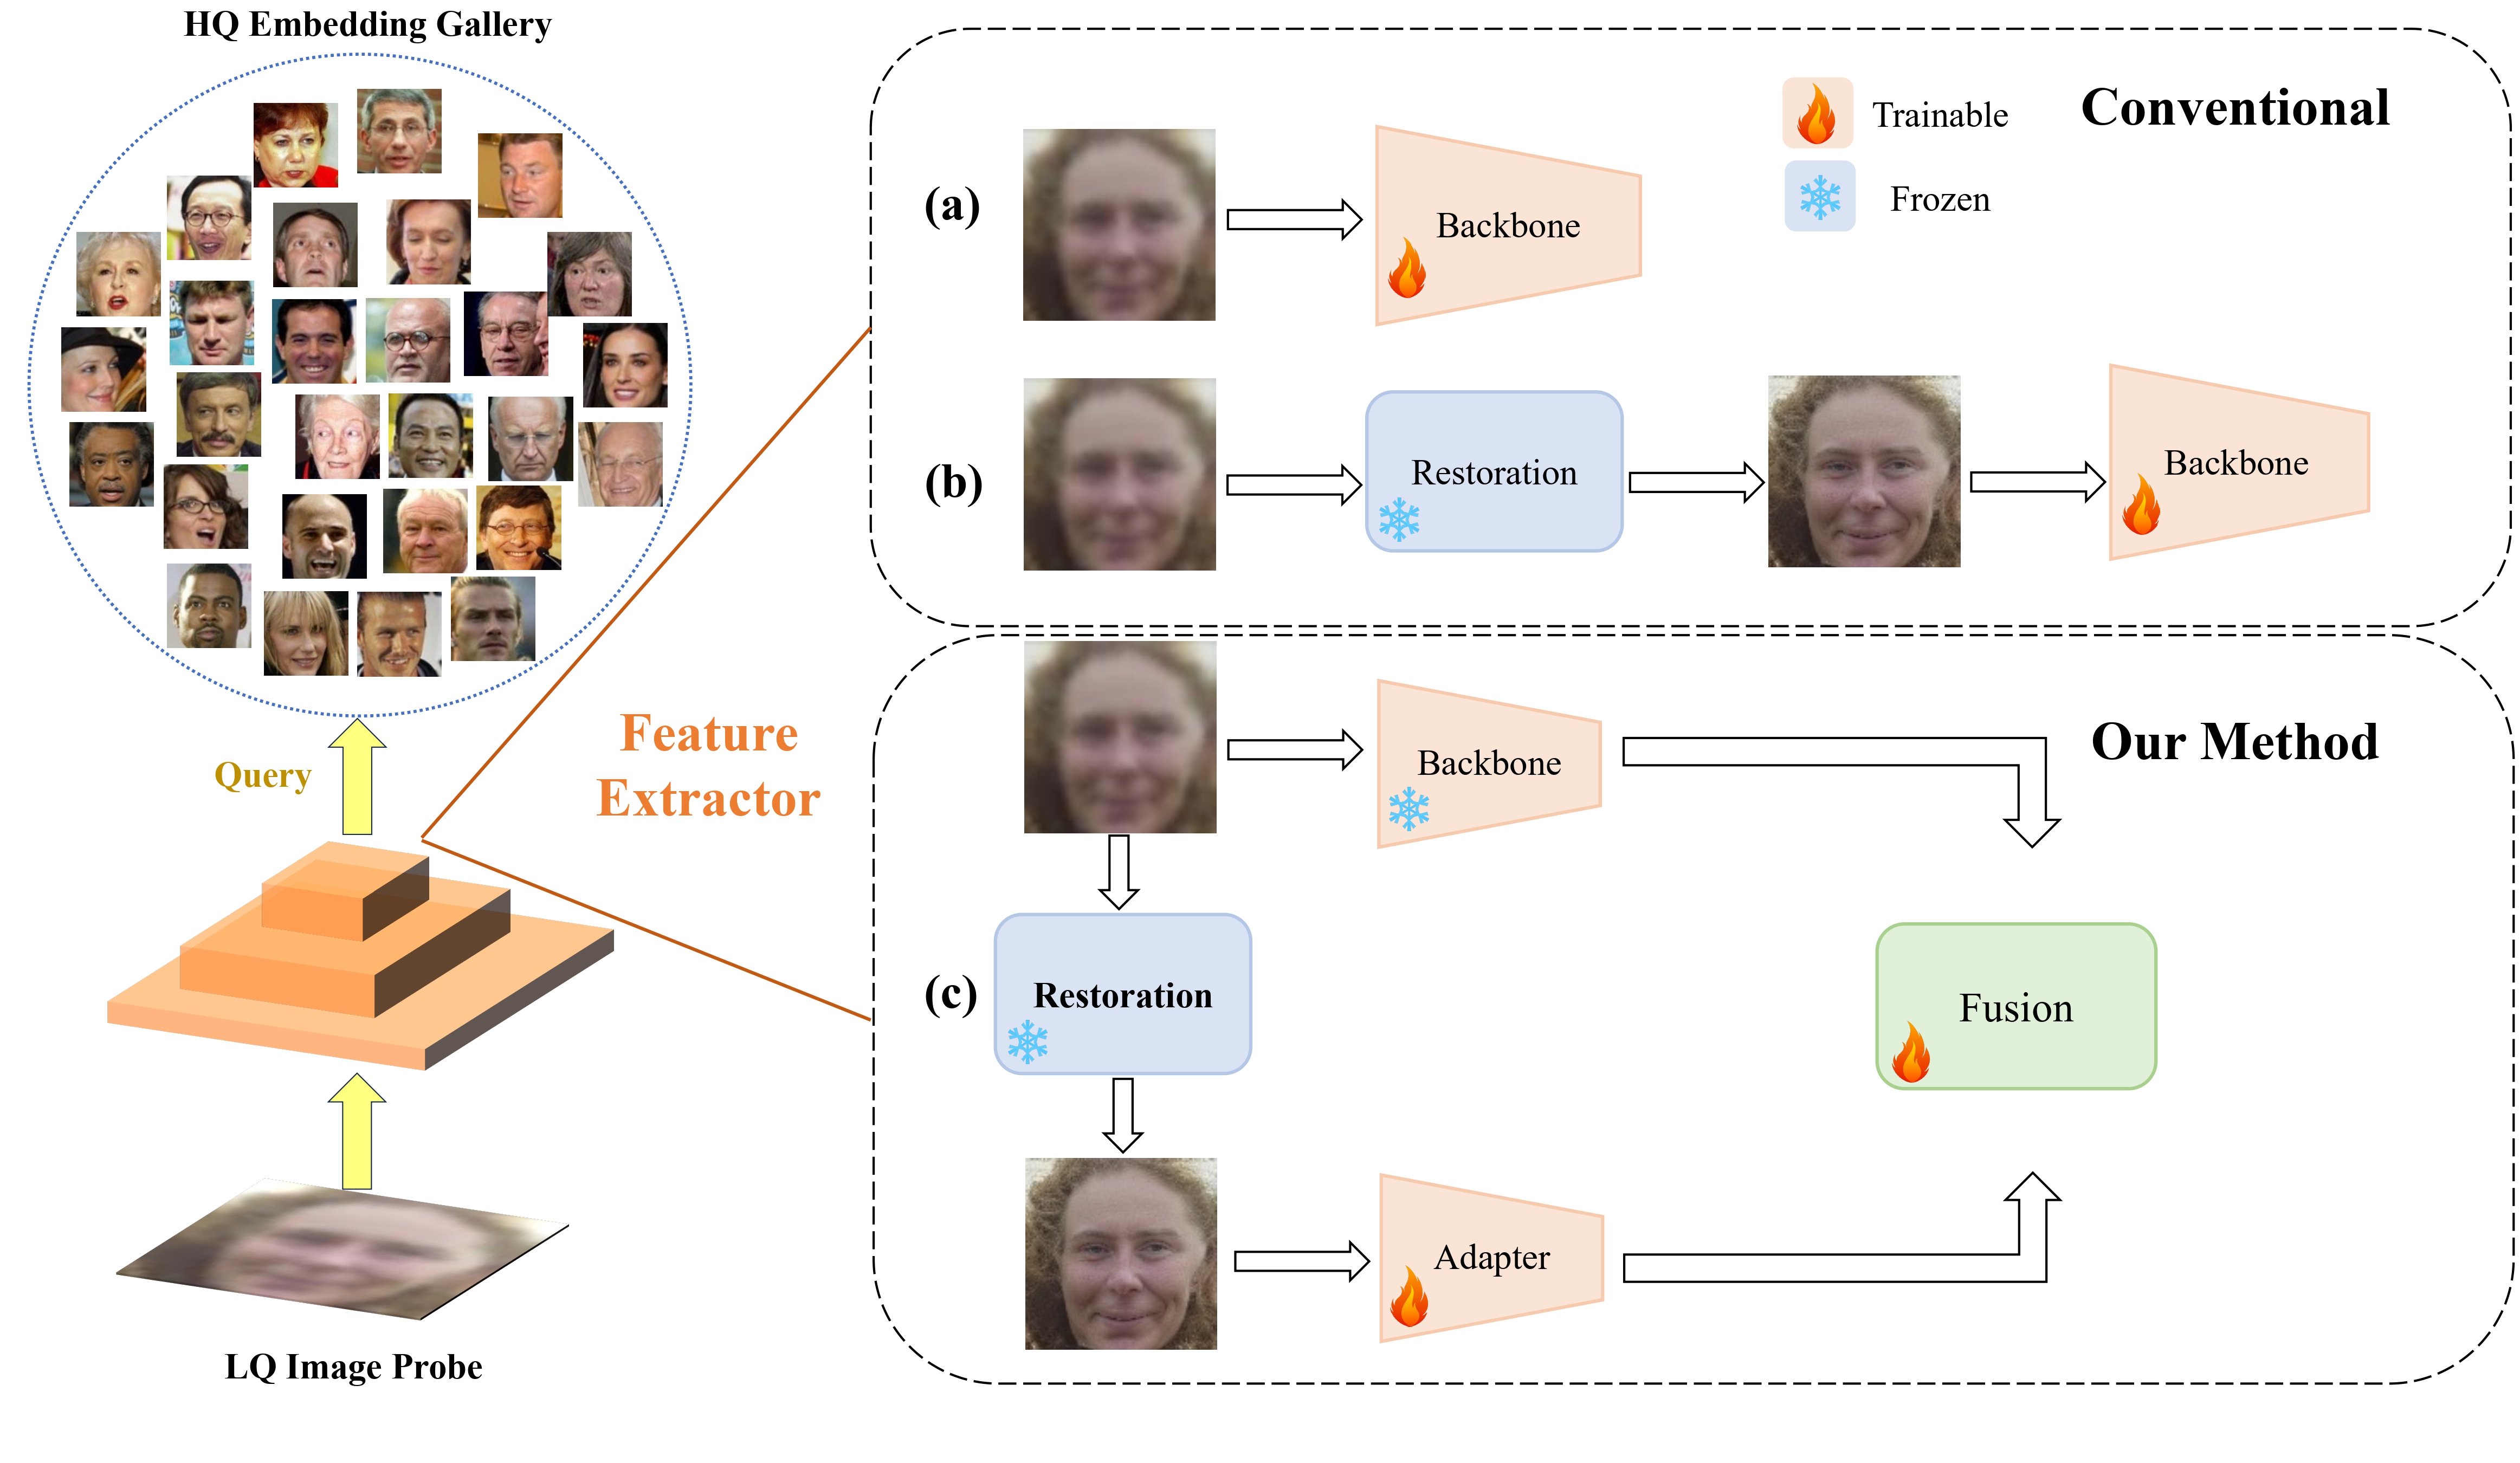 HQ Embedding Gallery
Query
Feature
Extractor
LQ Image Probe
Conventional
Trainable
Frozen
(a)
Backbone
(b)
Restoration
Backbone
Our Method
Backbone
(c)
Restoration
Fusion
Adapter